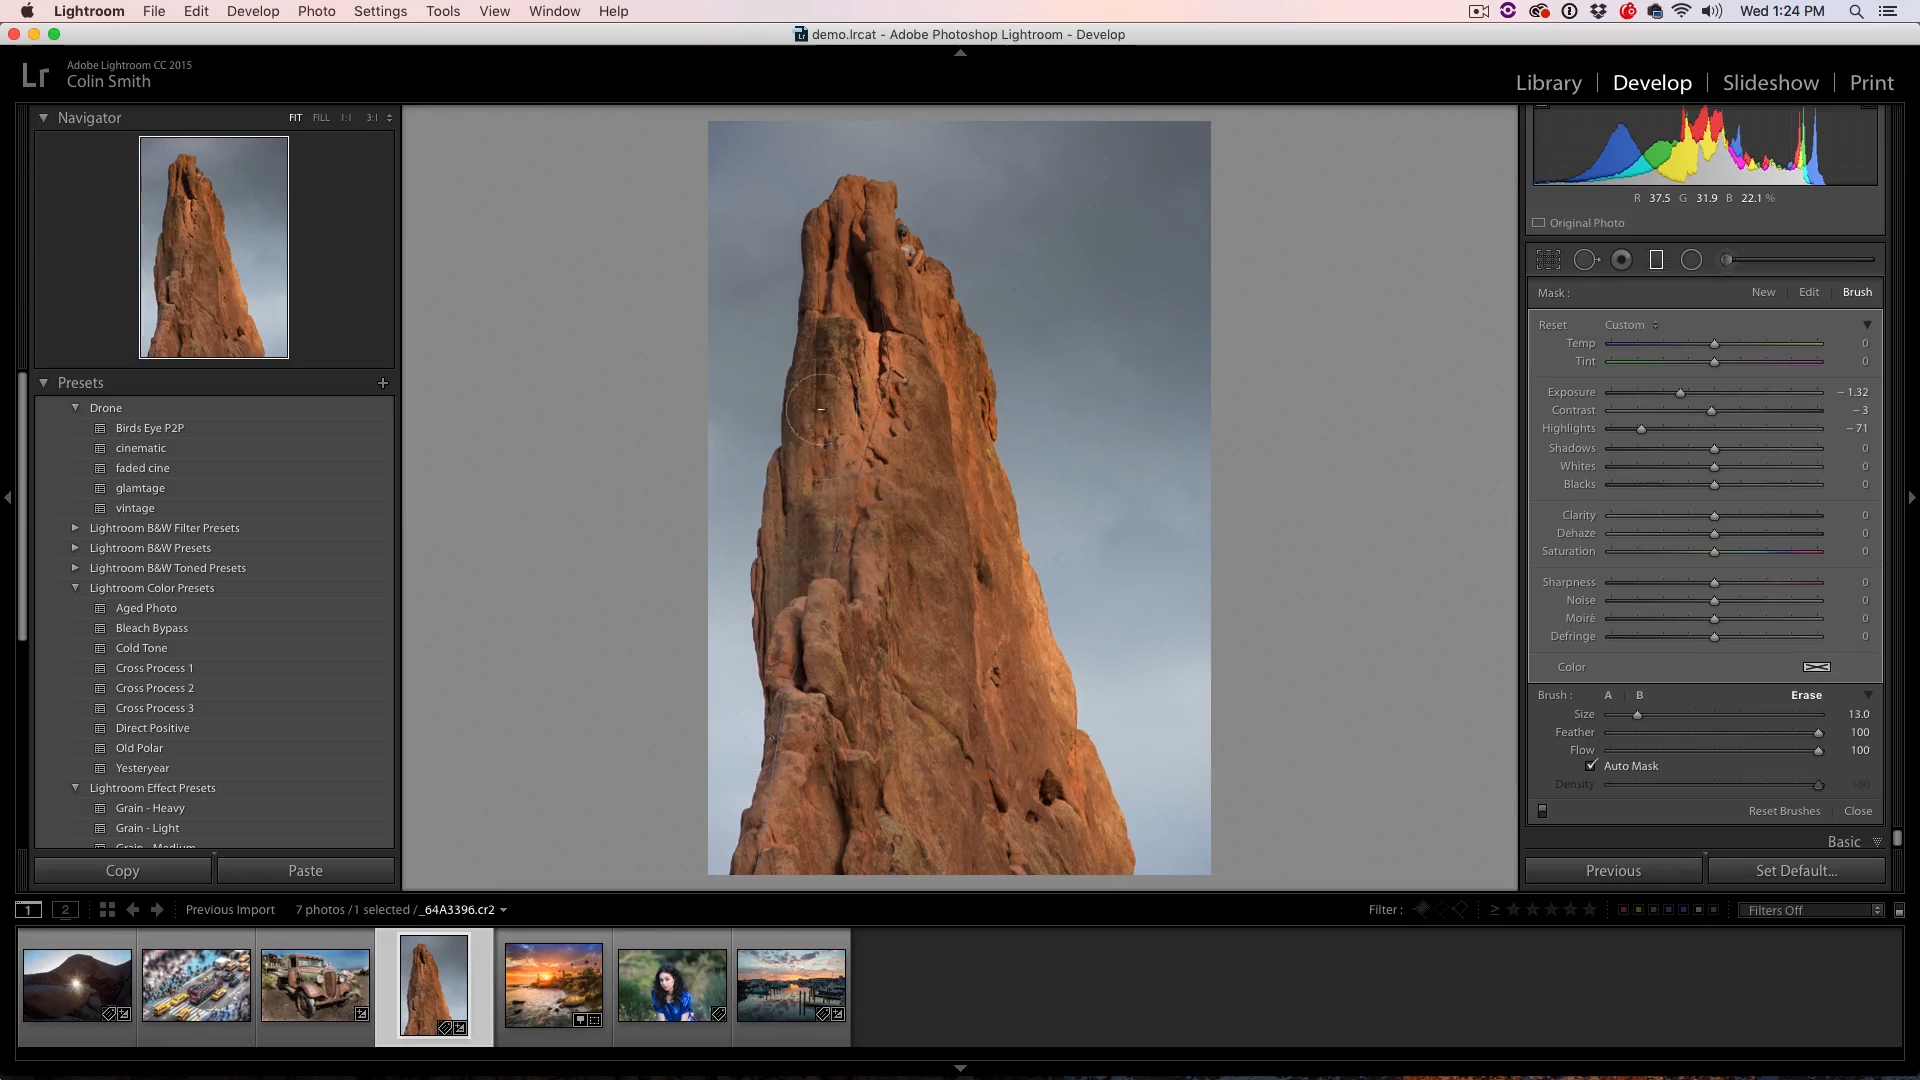 Lightroom File Edit Develop Photo Settings Tools View Window Help Wed 1:24 PM
demo.lrcat - Adobe Photoshop Lightroom - Develop
Lr Adobe Lightroom CC 2015
Colin Smith
Library | Develop | Slideshow | Print
Navigator FIT FILL 1:1 3:1
Presets +
Drone
Birds Eye P2P
cinematic
faded cine
glamtage
vintage
Lightroom B&W Filter Presets
Lightroom B&W Presets
Lightroom B&W Toned Presets
Lightroom Color Presets
Aged Photo
Bleach Bypass
Cold Tone
Cross Process 1
Cross Process 2
Cross Process 3
Direct Positive
Old Polar
Yesteryear
Lightroom Effect Presets
Grain - Heavy
Grain - Light
Grain - Medium
Copy Paste
R 37.5 G 31.9 B 22.1 %
Original Photo
Mask : New | Edit | Brush
Reset Custom
Temp 0
Tint 0
Exposure – 1.32
Contrast – 3
Highlights – 71
Shadows 0
Whites 0
Blacks 0
Clarity 0
Dehaze 0
Saturation 0
Sharpness 0
Noise 0
Moiré 0
Defringe 0
Color
Brush : A | B Erase
Size 13.0
Feather 100
Flow 100
Auto Mask
Density 100
Reset Brushes Close
Basic
Previous Set Default...
1 2 Previous Import 7 photos / 1 selected / _64A3396.cr2 Filter : ≥ Filters Off